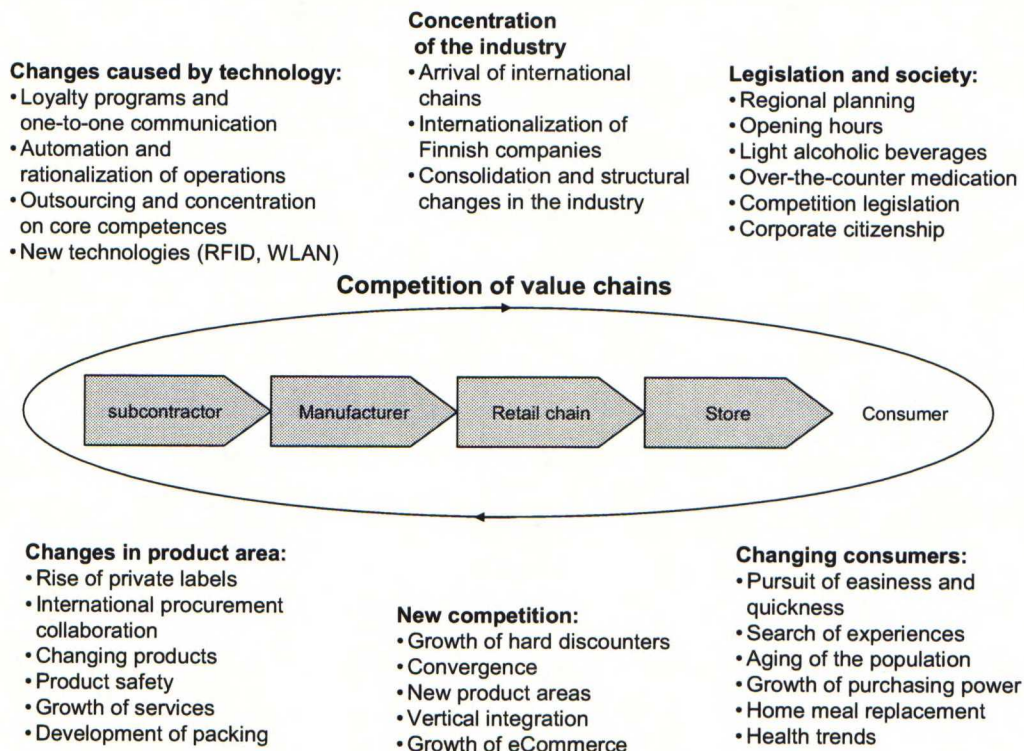 Concentration
of the industry
• Arrival of international
chains
• Internationalization of
Finnish companies
• Consolidation and structural
changes in the industry
Changes caused by technology:
• Loyalty programs and
one-to-one communication
• Automation and
rationalization of operations
• Outsourcing and concentration
on core competences
• New technologies (RFID, WLAN)
Legislation and society:
• Regional planning
• Opening hours
• Light alcoholic beverages
• Over-the-counter medication
• Competition legislation
• Corporate citizenship
Competition of value chains
subcontractor
Manufacturer
Retail chain
Store
Consumer
Changes in product area:
• Rise of private labels
• International procurement
collaboration
• Changing products
• Product safety
• Growth of services
• Development of packing
New competition:
• Growth of hard discounters
• Convergence
• New product areas
• Vertical integration
• Growth of eCommerce
Changing consumers:
• Pursuit of easiness and
quickness
• Search of experiences
• Aging of the population
• Growth of purchasing power
• Home meal replacement
• Health trends